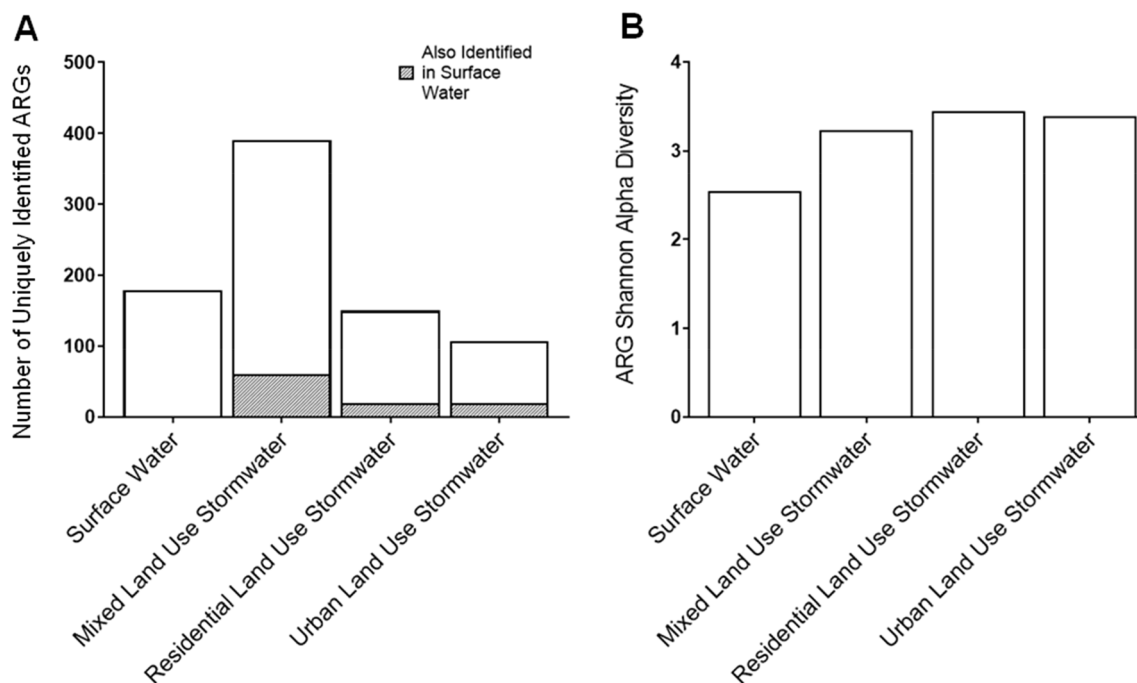 A
Number of Uniquely Identified ARGs
500
400
300
200
100
0
Also Identified
in Surface
Water
Surface Water
Mixed Land Use Stormwater
Residential Land Use Stormwater
Urban Land Use Stormwater
B
ARG Shannon Alpha Diversity
4
3
2
1
0
Surface Water
Mixed Land Use Stormwater
Residential Land Use Stormwater
Urban Land Use Stormwater